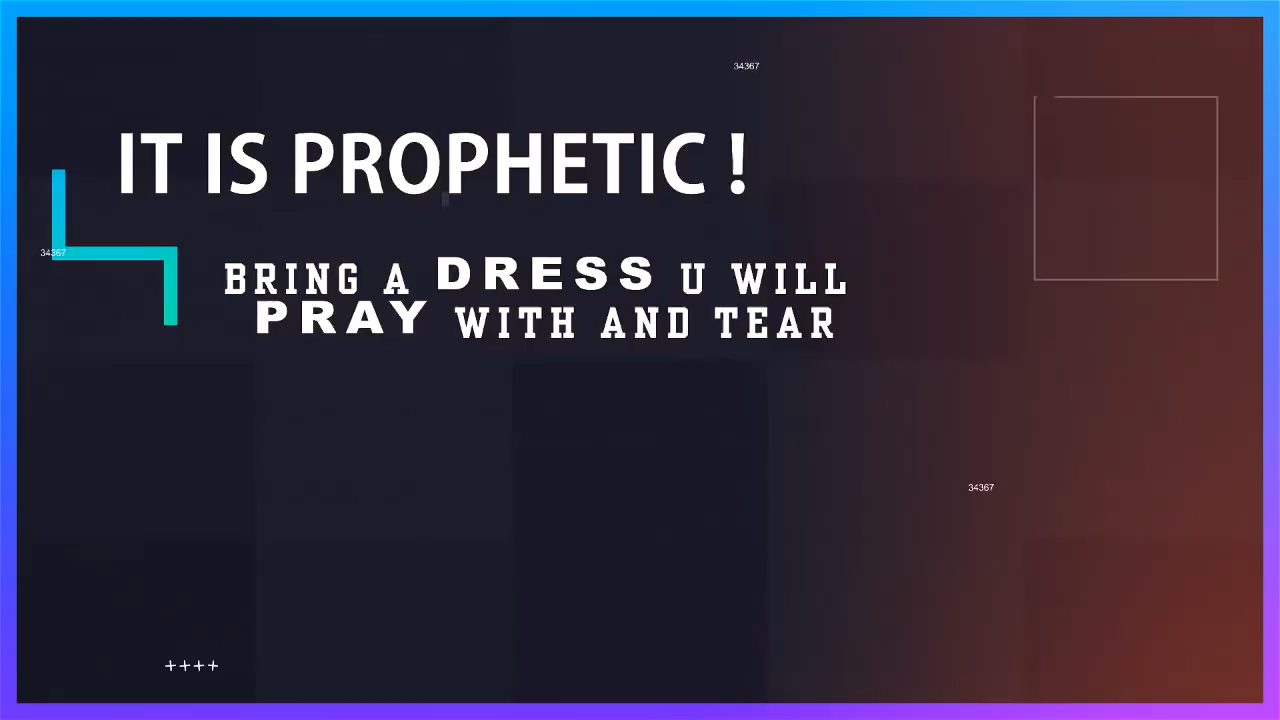 34367
IT IS PROPHETIC !
34367
BRING A DRESS U WILL
PRAY WITH AND TEAR
34367
++++